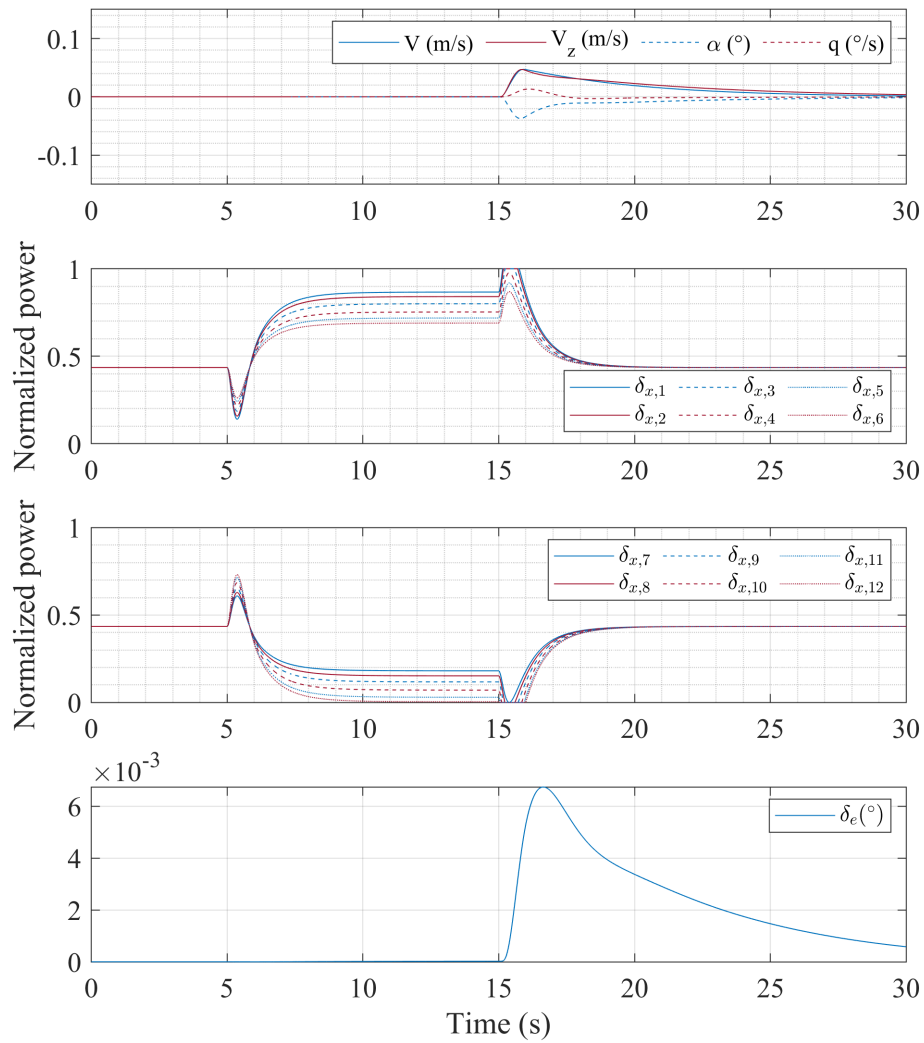 0.1
0
-0.1
V (m/s) V_z (m/s) α (°) q (°/s)
0 5 10 15 20 25 30
Normalized power
1
0.5
0
δ_{x,1} δ_{x,3} δ_{x,5}
δ_{x,2} δ_{x,4} δ_{x,6}
0 5 10 15 20 25 30
Normalized power
1
0.5
0
δ_{x,7} δ_{x,9} δ_{x,11}
δ_{x,8} δ_{x,10} δ_{x,12}
0 5 10 15 20 25 30
×10^{-3}
6
4
2
0
δ_e(°)
0 5 10 15 20 25 30
Time (s)